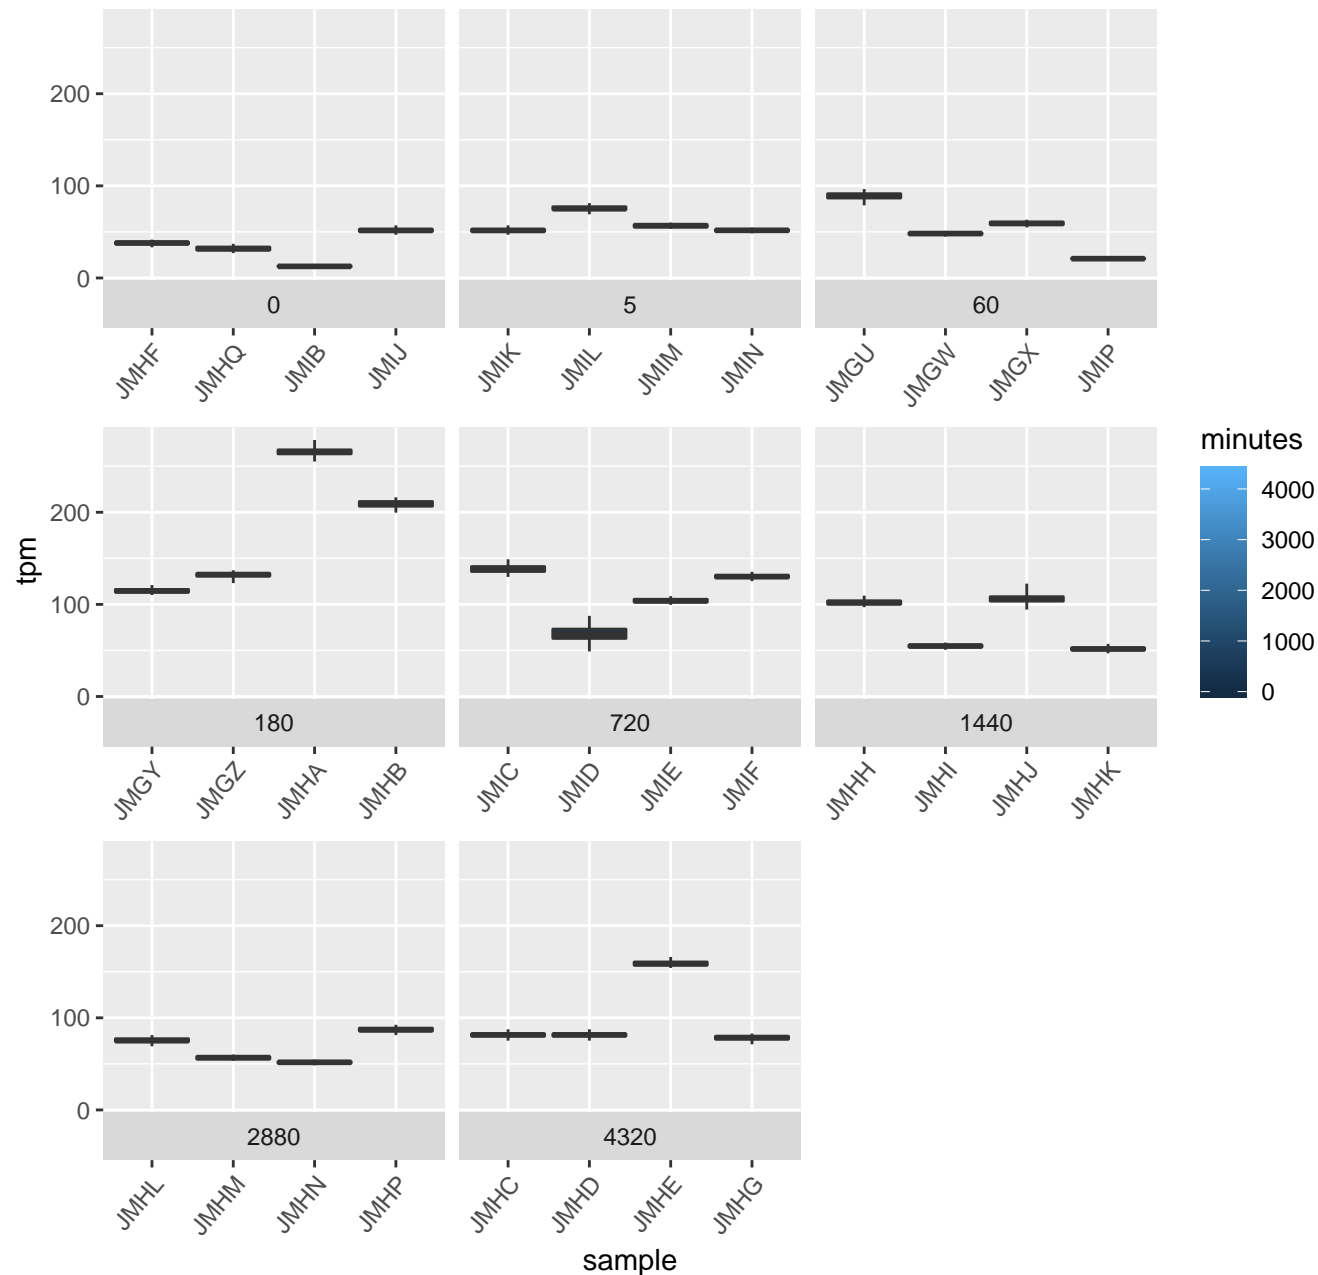 200
100
0
0
5
60
JMHF JMHQ JMIB JMIJ
JMIK JMIL JMIM JMIN
JMGU JMGW JMGX JMIP
tpm
200
100
0
180
720
1440
JMGY JMGZ JMHA JMHB
JMIC JMID JMIE JMIF
JMHH JMHI JMHJ JMHK
200
100
0
2880
4320
JMHL JMHM JMHN JMHP
JMHC JMHD JMHE JMHG
sample
minutes
4000
3000
2000
1000
0